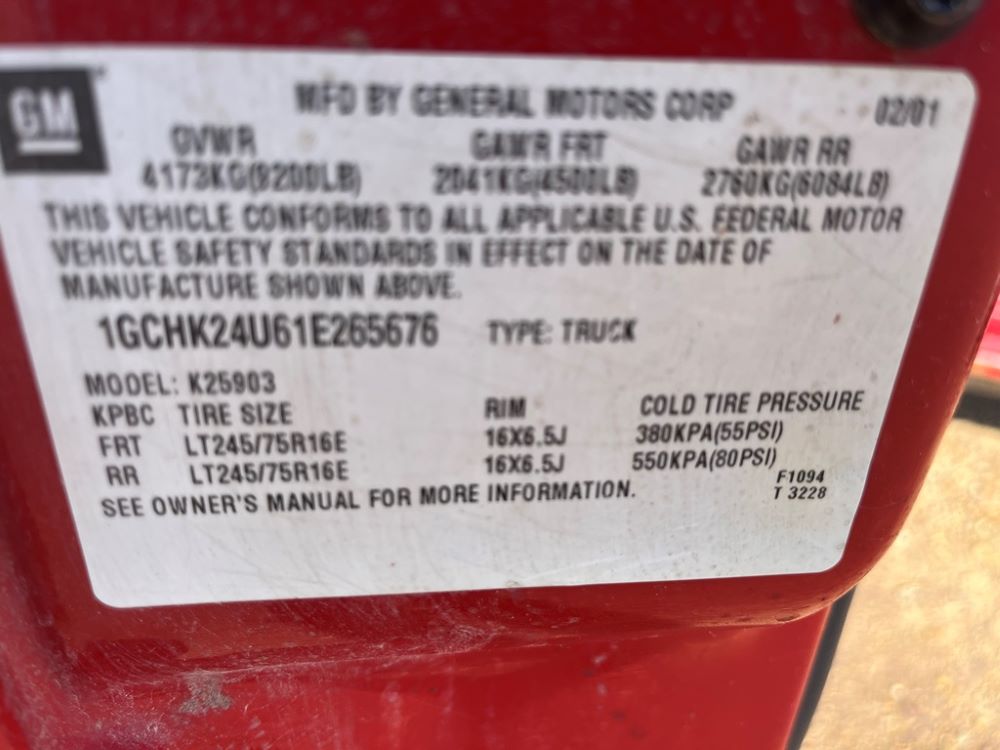 GM
MFD BY GENERAL MOTORS CORP 02/01
GVWR GAWR FRT GAWR RR
4173KG(9200LB) 2041KG(4500LB) 2760KG(6084LB)
THIS VEHICLE CONFORMS TO ALL APPLICABLE U.S. FEDERAL MOTOR
VEHICLE SAFETY STANDARDS IN EFFECT ON THE DATE OF
MANUFACTURE SHOWN ABOVE.
1GCHK24U61E265676 TYPE: TRUCK
MODEL: K25903
KPBC TIRE SIZE RIM COLD TIRE PRESSURE
FRT LT245/75R16E 16X6.5J 380KPA(55PSI)
RR LT245/75R16E 16X6.5J 550KPA(80PSI)
SEE OWNER'S MANUAL FOR MORE INFORMATION.
F1094
T 3228